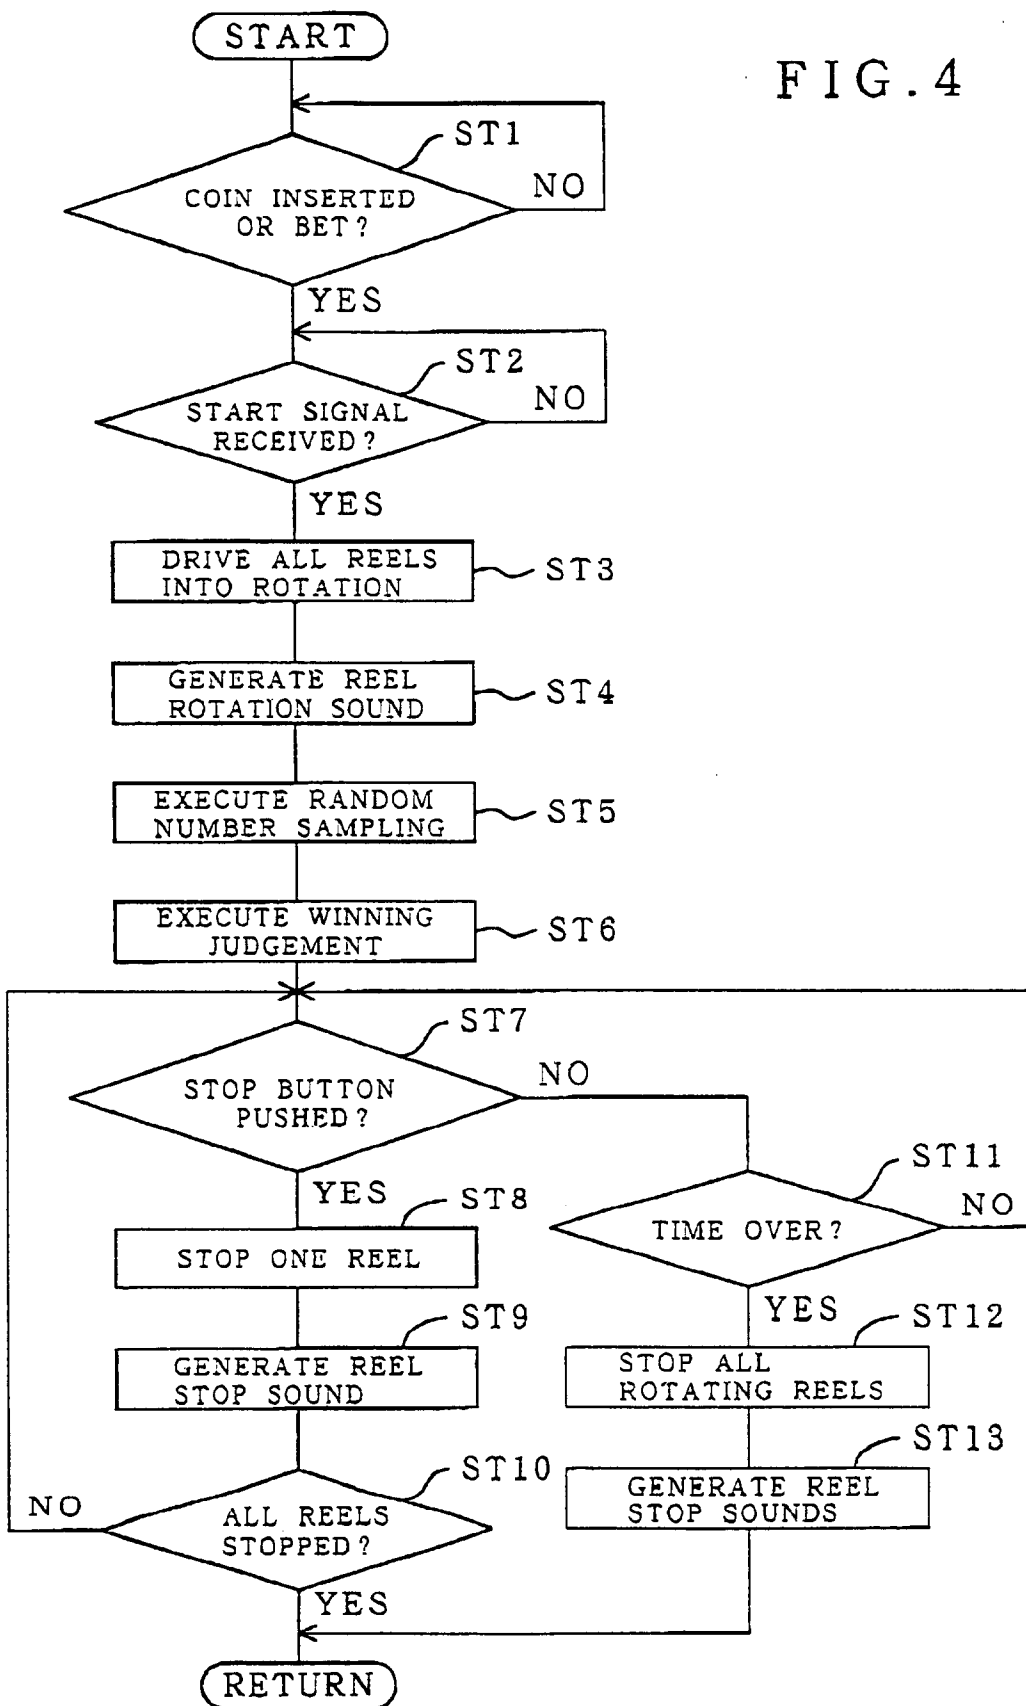 START
FIG.4
ST1
COIN INSERTED
OR BET?
NO
YES
ST2
START SIGNAL
RECEIVED?
NO
YES
DRIVE ALL REELS
INTO ROTATION
ST3
GENERATE REEL
ROTATION SOUND
ST4
EXECUTE RANDOM
NUMBER SAMPLING
ST5
EXECUTE WINNING
JUDGEMENT
ST6
ST7
STOP BUTTON
PUSHED?
NO
YES
ST8
STOP ONE REEL
ST9
GENERATE REEL
STOP SOUND
ST10
ALL REELS
STOPPED?
NO
YES
ST11
TIME OVER?
NO
YES
ST12
STOP ALL
ROTATING REELS
ST13
GENERATE REEL
STOP SOUNDS
RETURN